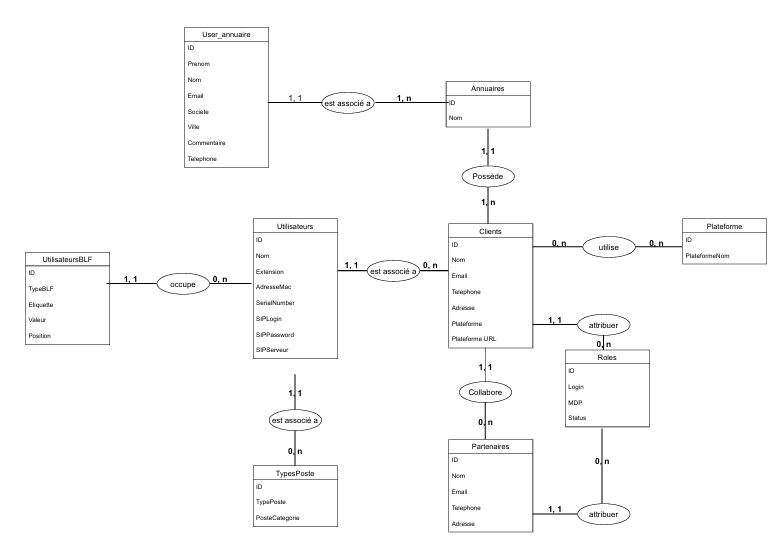 User_annuaire
ID
Prenom
Nom
Email
Societe
Ville
Commentaire
Telephone
1, 1
est associé a
1, n
Annuaires
ID
Nom
1, 1
Possède
1, n
UtilisateursBLF
ID
TypeBLF
Etiquette
Valeur
Position
1, 1
occupe
0, n
Utilisateurs
ID
Nom
Extension
AdresseMac
SerialNumber
SIPLogin
SIPPassword
SIPServeur
1, 1
est associé a
0, n
Clients
ID
Nom
Email
Telephone
Adresse
Plateforme
Plateforme URL
0, n
utilise
0, n
Plateforme
ID
PlateformeNom
1, 1
attribuer
0, n
Roles
ID
Login
MDP
Status
1, 1
est associé a
0, n
TypesPoste
ID
TypePoste
PosteCategorie
1, 1
Collabore
0, n
Partenaires
ID
Nom
Email
Telephone
Adresse
0, n
1, 1
attribuer